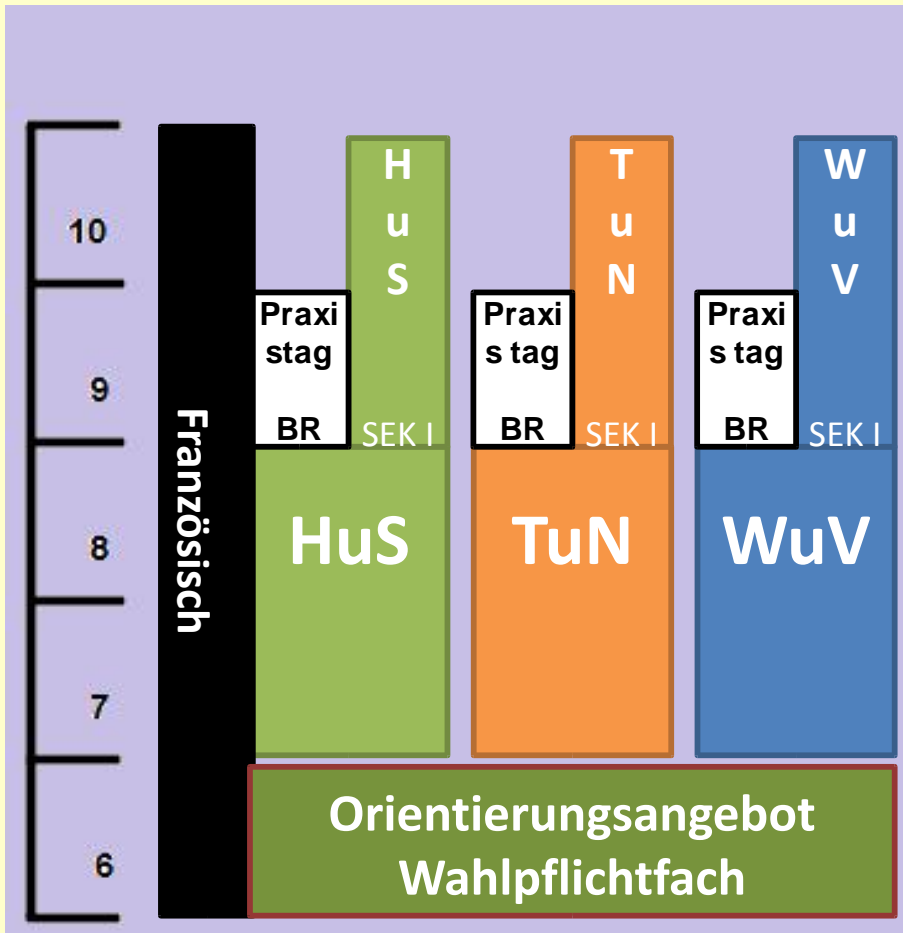 10
9
8
7
6
Französisch
H
u
S
T
u
N
W
u
V
Praxi
stag
BR
SEK I
Praxi
s tag
BR
SEK I
Praxi
s tag
BR
SEK I
HuS
TuN
WuV
Orientierungsangebot
Wahlpflichtfach